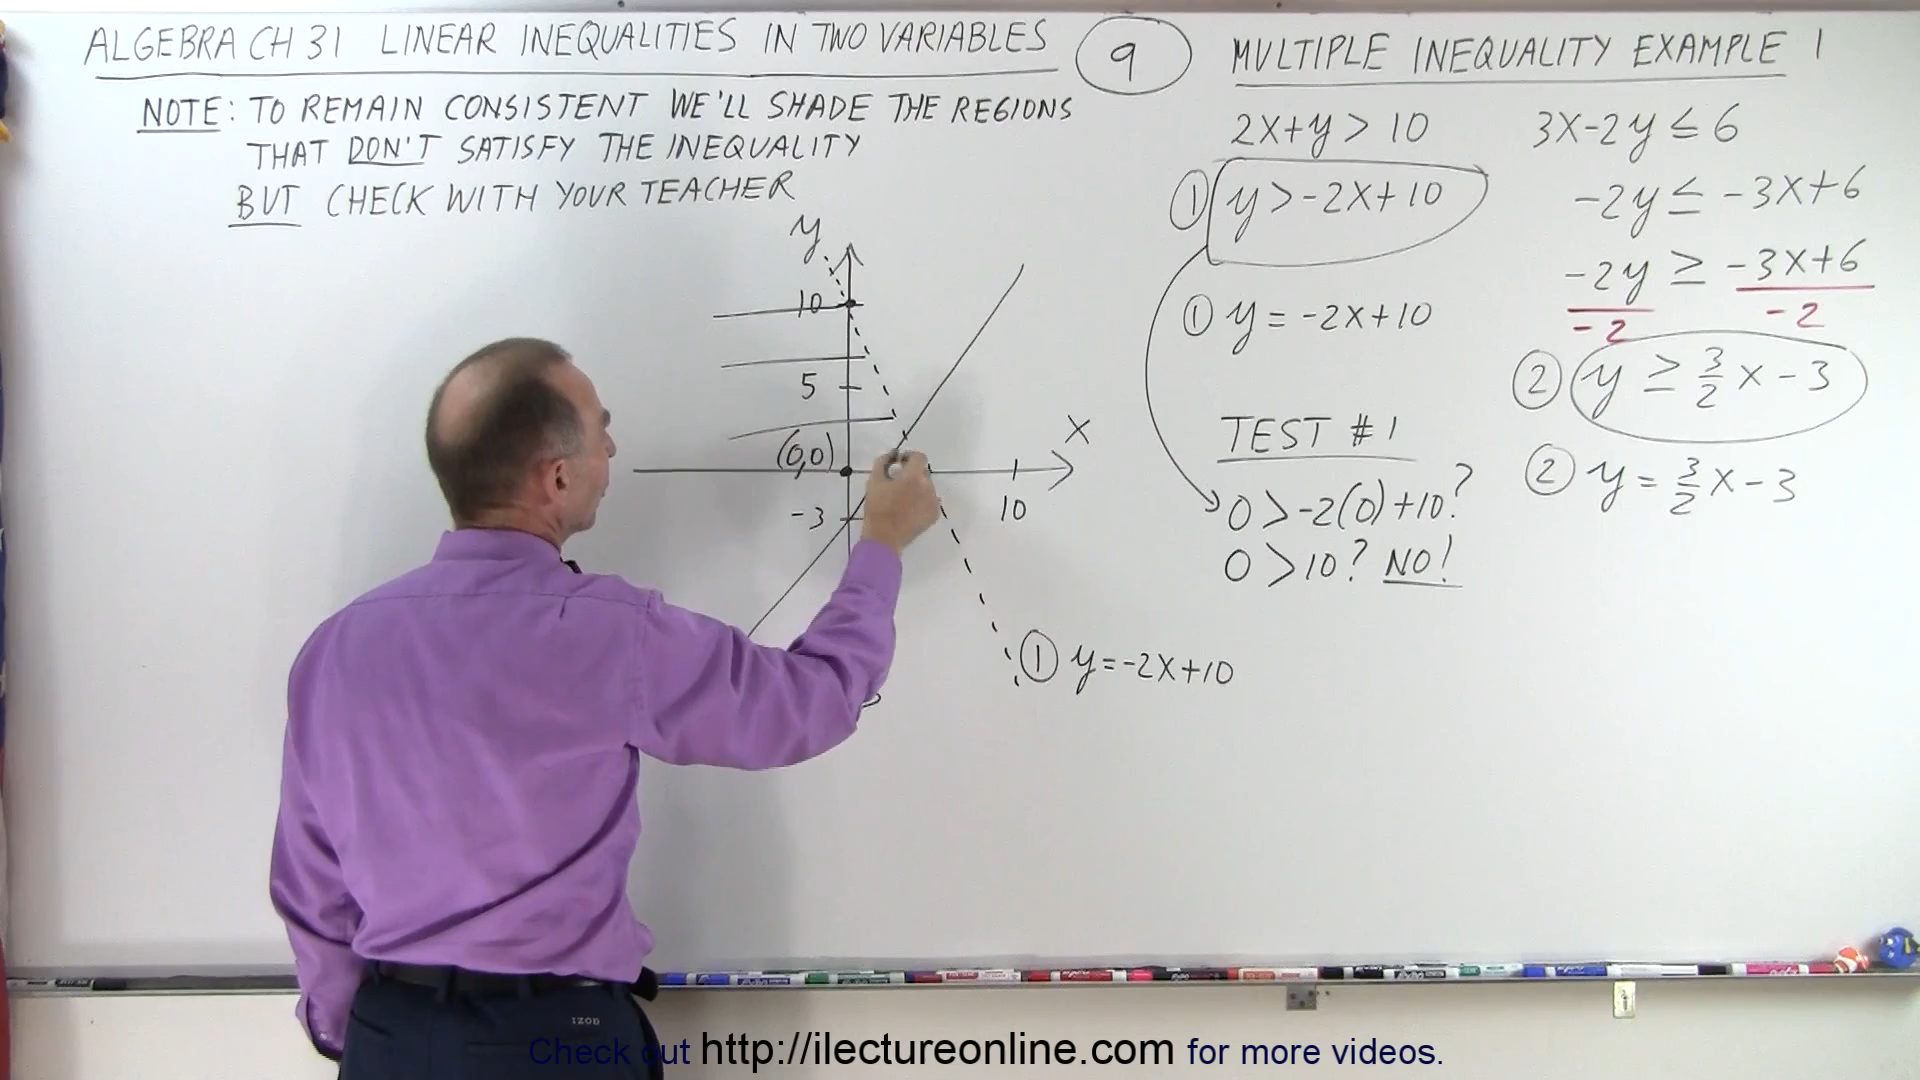 ALGEBRA CH 31 LINEAR INEQUALITIES IN TWO VARIABLES
9
MULTIPLE INEQUALITY EXAMPLE 1
NOTE: TO REMAIN CONSISTENT WE'LL SHADE THE REGIONS
THAT DON'T SATISFY THE INEQUALITY
BUT CHECK WITH YOUR TEACHER
y
10
5
(0,0)
-3
x
10
① y=-2x+10
2x+y > 10
① y > -2x+10
① y = -2x+10
TEST #1
0 > -2(0)+10?
0 > 10? NO!
3x-2y ≤ 6
-2y ≤ -3x+6
-2y ≥ -3x+6
-2 -2
② y ≥ 3/2 x - 3
② y = 3/2 x - 3
IZOD
Check out http://ilectureonline.com for more videos.